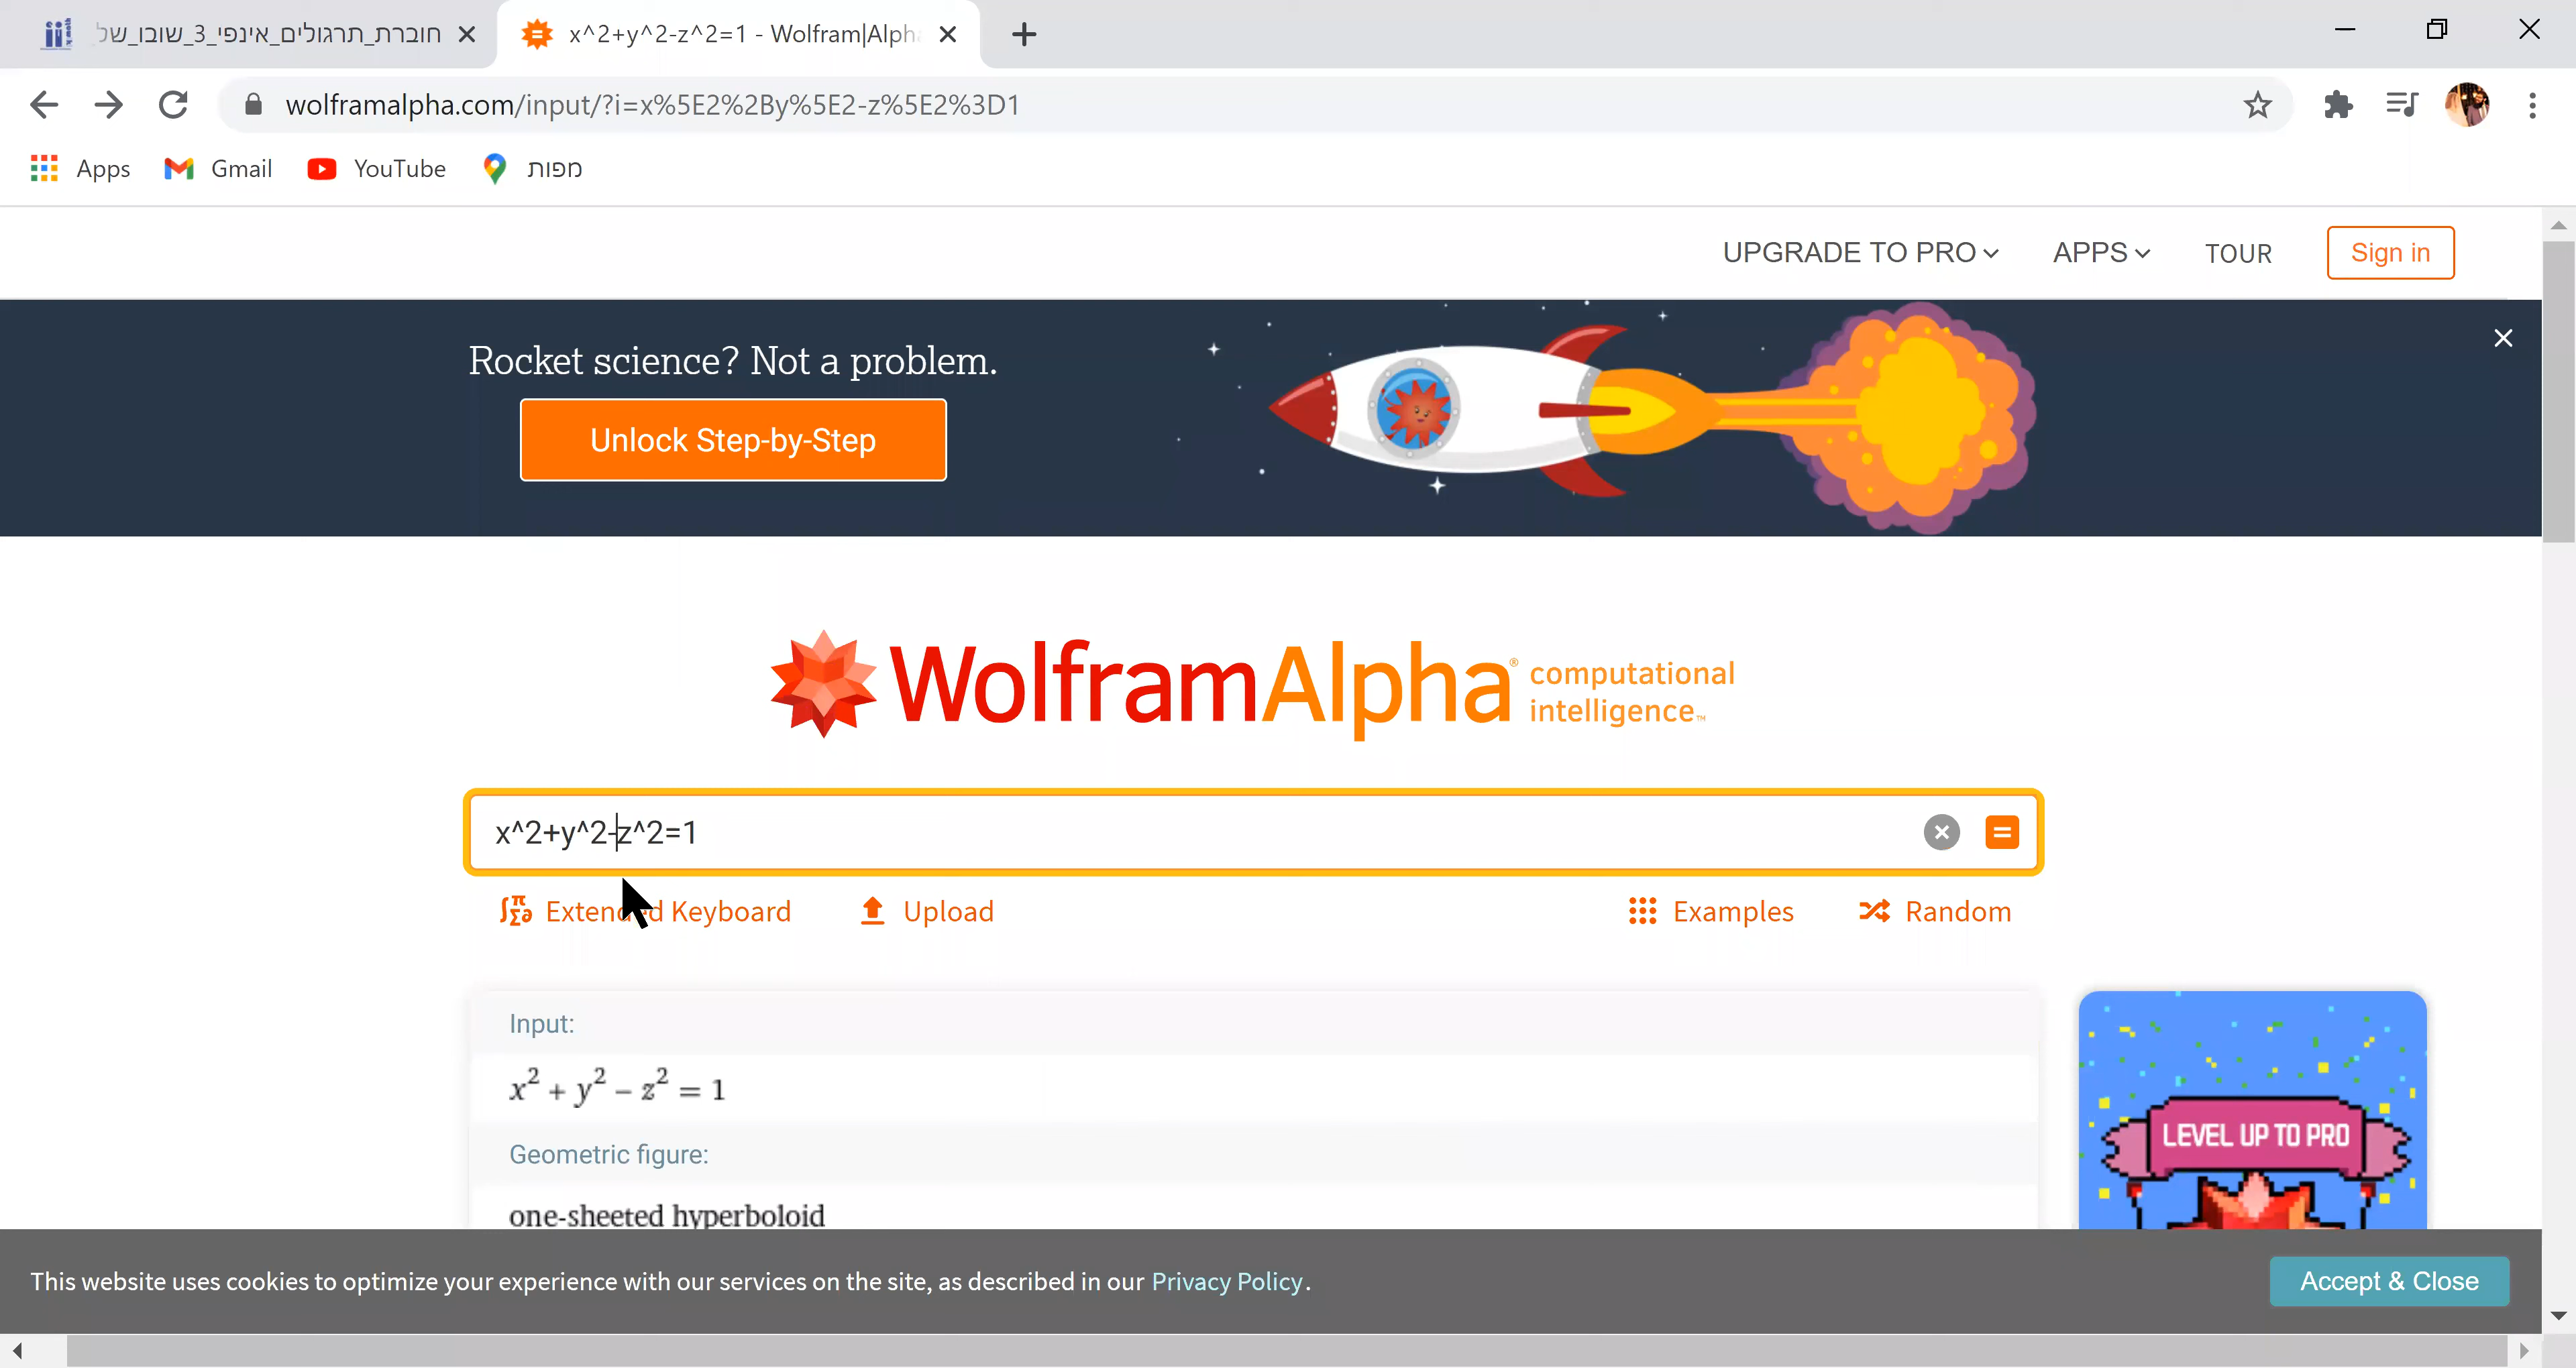 חוברת_תרגולים_אינפי_3_שובו_של
x^2+y^2-z^2=1 - Wolfram|Alph
wolframalpha.com/input/?i=x%5E2%2By%5E2-z%5E2%3D1
Apps Gmail YouTube מפות
UPGRADE TO PRO APPS TOUR Sign in
Rocket science? Not a problem.
Unlock Step-by-Step
WolframAlpha® computational
intelligence™
x^2+y^2-z^2=1
Extended Keyboard Upload Examples Random
Input:
x² + y² − z² = 1
Geometric figure:
one-sheeted hyperboloid
LEVEL UP TO PRO
This website uses cookies to optimize your experience with our services on the site, as described in our Privacy Policy.
Accept & Close